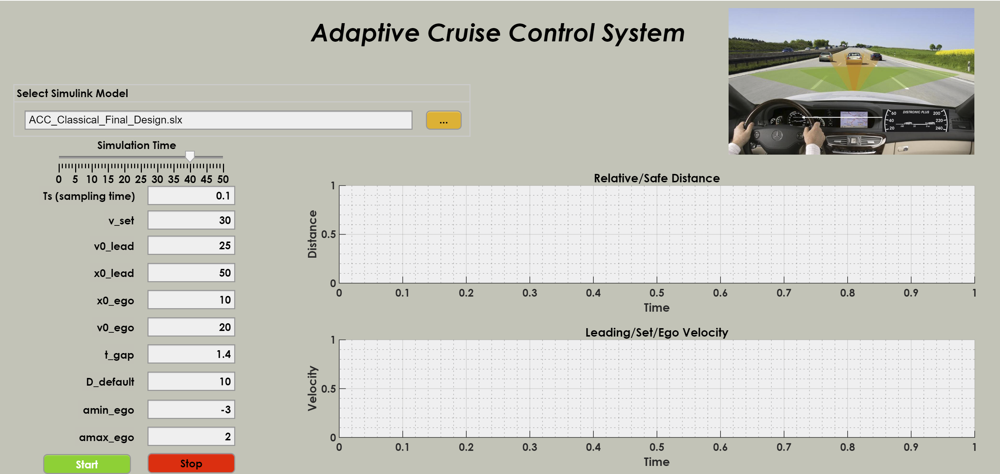 Adaptive Cruise Control System
60 DISTRONIC PLUS 200
40 220
20 100 50 0 m 240
Select Simulink Model
ACC_Classical_Final_Design.slx ...
Simulation Time
0 5 10 15 20 25 30 35 40 45 50
Ts (sampling time) 0.1
v_set 30
v0_lead 25
x0_lead 50
x0_ego 10
v0_ego 20
t_gap 1.4
D_default 10
amin_ego -3
amax_ego 2
Start Stop
Relative/Safe Distance
1
0.5
0
Distance
0 0.1 0.2 0.3 0.4 0.5 0.6 0.7 0.8 0.9 1
Time
Leading/Set/Ego Velocity
1
0.5
0
Velocity
0 0.1 0.2 0.3 0.4 0.5 0.6 0.7 0.8 0.9 1
Time